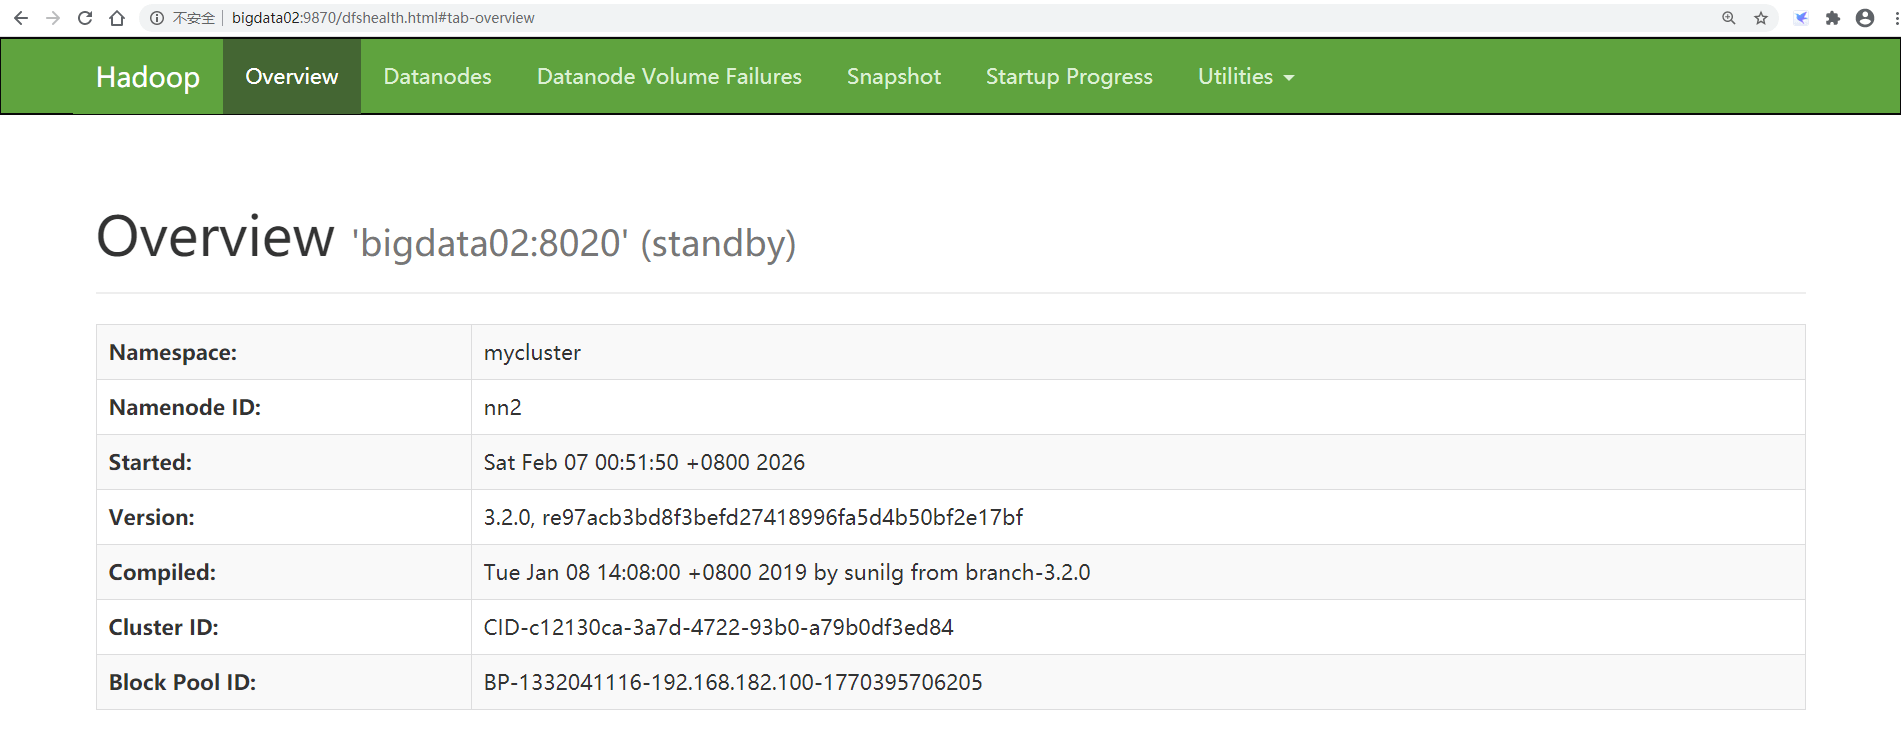 不安全 bigdata02:9870/dfshealth.html#tab-overview
Hadoop Overview Datanodes Datanode Volume Failures Snapshot Startup Progress Utilities
Overview 'bigdata02:8020' (standby)
Namespace: mycluster
Namenode ID: nn2
Started: Sat Feb 07 00:51:50 +0800 2026
Version: 3.2.0, re97acb3bd8f3befd27418996fa5d4b50bf2e17bf
Compiled: Tue Jan 08 14:08:00 +0800 2019 by sunilg from branch-3.2.0
Cluster ID: CID-c12130ca-3a7d-4722-93b0-a79b0df3ed84
Block Pool ID: BP-1332041116-192.168.182.100-1770395706205